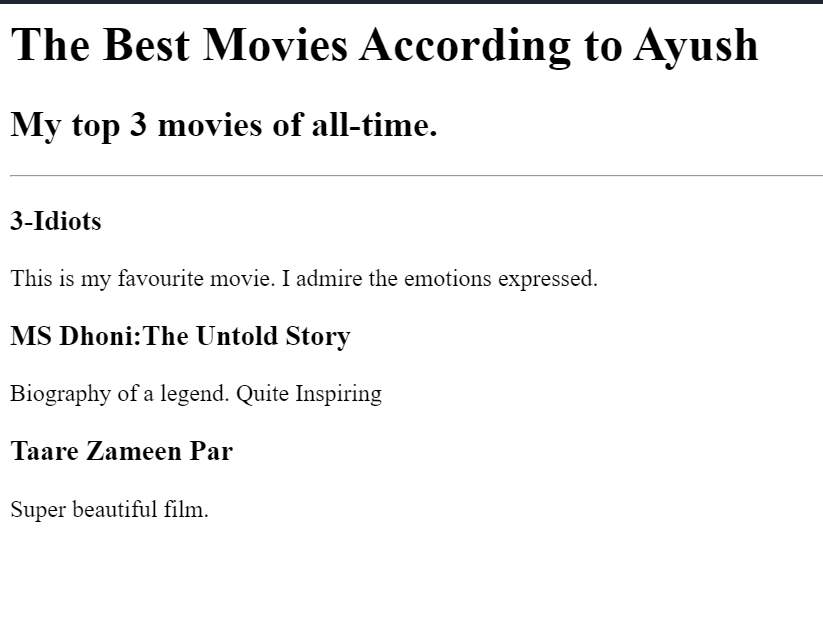 The Best Movies According to Ayush
My top 3 movies of all-time.
3-Idiots
This is my favourite movie. I admire the emotions expressed.
MS Dhoni:The Untold Story
Biography of a legend. Quite Inspiring
Taare Zameen Par
Super beautiful film.